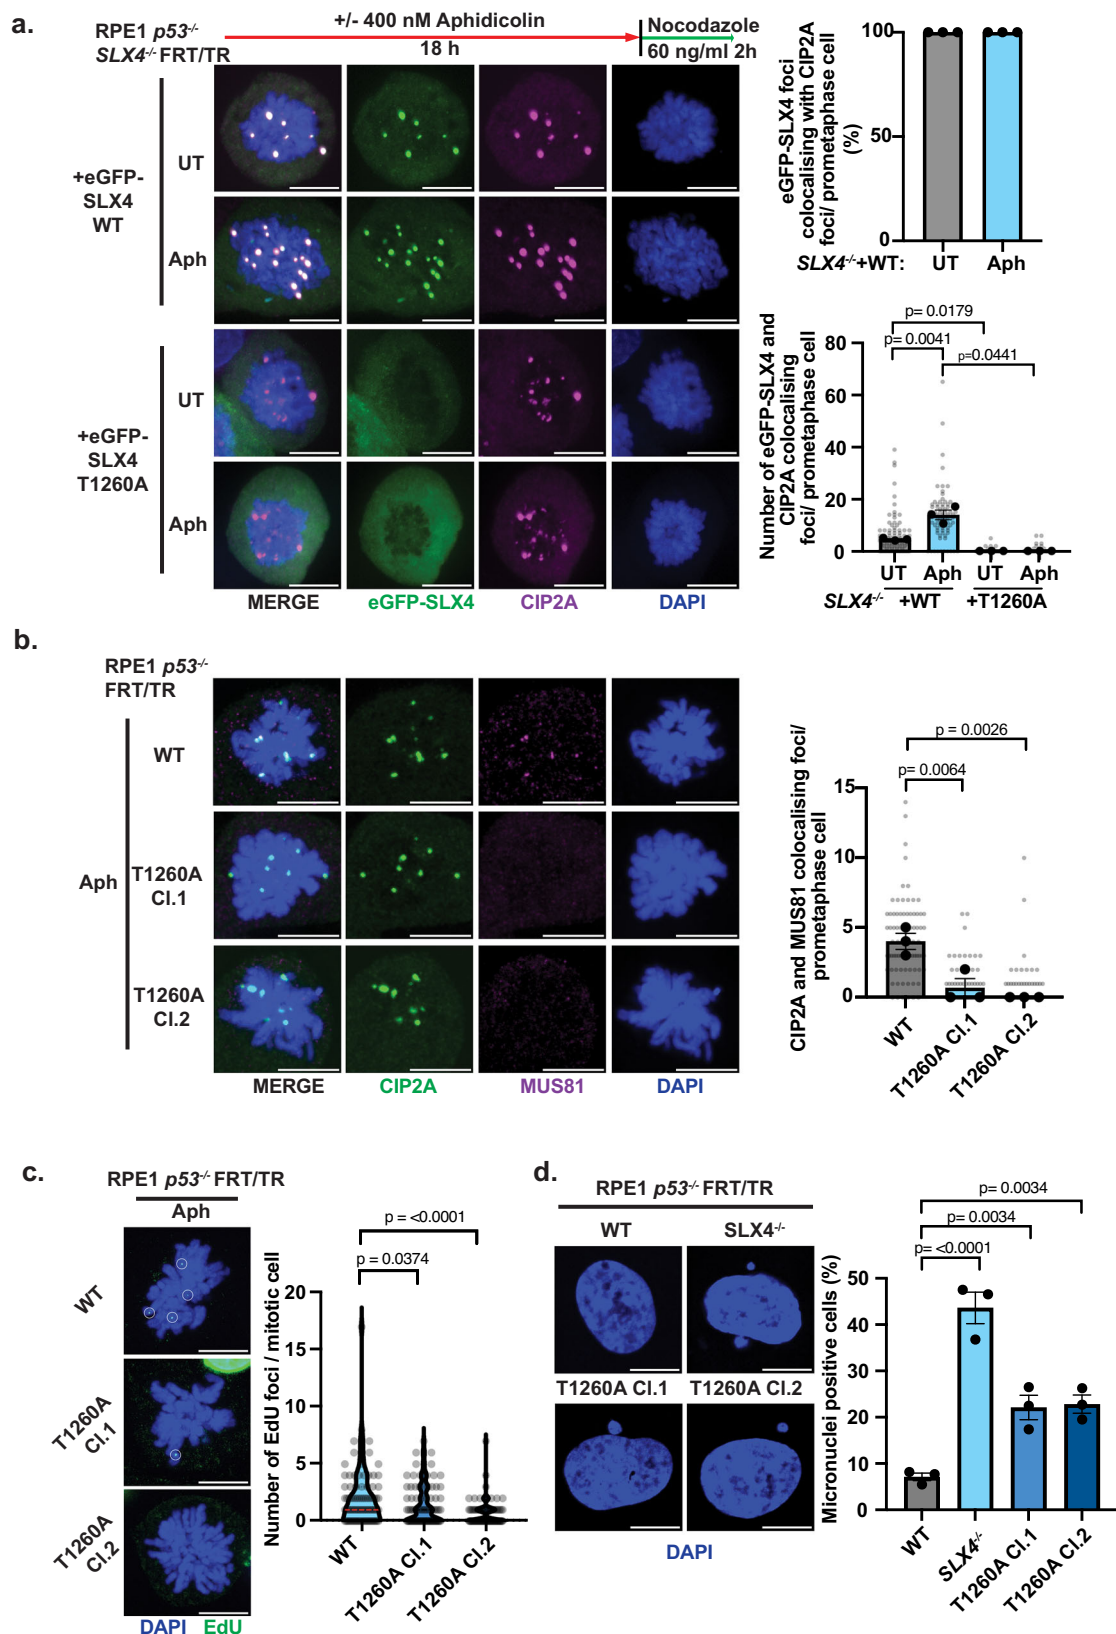 a.
RPE1 p53-/-
SLX4-/- FRT/TR
+/- 400 nM Aphidicolin
18 h
Nocodazole
60 ng/ml 2h
+eGFP-
SLX4
WT
UT
Aph
+eGFP-
SLX4
T1260A
UT
Aph
MERGE
eGFP-SLX4
CIP2A
DAPI
eGFP-SLX4 foci
colocalising with CIP2A
foci/ prometaphase cell
(%)
100
50
0
SLX4-/-+WT:
UT
Aph
Number of eGFP-SLX4 and
CIP2A colocalising
foci/ prometaphase cell
p= 0.0179
p= 0.0041
p=0.0441
80
60
40
20
0
UT
Aph
UT
Aph
SLX4-/-
+WT
+T1260A
b.
RPE1 p53-/-
FRT/TR
Aph
WT
T1260A
Cl.1
T1260A
Cl.2
MERGE
CIP2A
MUS81
DAPI
CIP2A and MUS81 colocalising foci/
prometaphase cell
p = 0.0026
p= 0.0064
15
10
5
0
WT
T1260A Cl.1
T1260A Cl.2
c.
RPE1 p53-/- FRT/TR
Aph
WT
T1260A
Cl.1
T1260A
Cl.2
DAPI
EdU
Number of EdU foci / mitotic cell
p = <0.0001
p = 0.0374
20
15
10
5
0
WT
T1260A Cl.1
T1260A Cl.2
d.
RPE1 p53-/- FRT/TR
WT
SLX4-/-
T1260A Cl.1
T1260A Cl.2
DAPI
Micronuclei positive cells (%)
p= 0.0034
p= 0.0034
p= <0.0001
50
40
30
20
10
0
WT
SLX4-/-
T1260A Cl.1
T1260A Cl.2